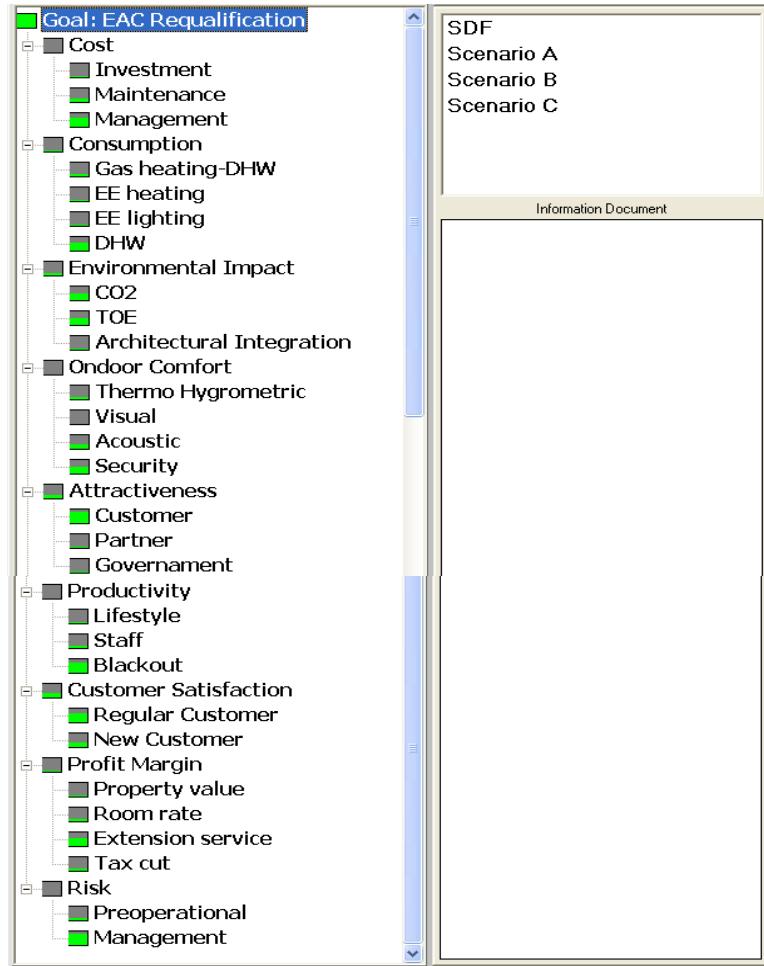 Goal: EAC Requalification
Cost
Investment
Maintenance
Management
Consumption
Gas heating-DHW
EE heating
EE lighting
DHW
Environmental Impact
CO2
TOE
Architectural Integration
Ondoor Comfort
Thermo Hygrometric
Visual
Acoustic
Security
Attractiveness
Customer
Partner
Governament
Productivity
Lifestyle
Staff
Blackout
Customer Satisfaction
Regular Customer
New Customer
Profit Margin
Property value
Room rate
Extension service
Tax cut
Risk
Preoperational
Management
SDF
Scenario A
Scenario B
Scenario C
Information Document